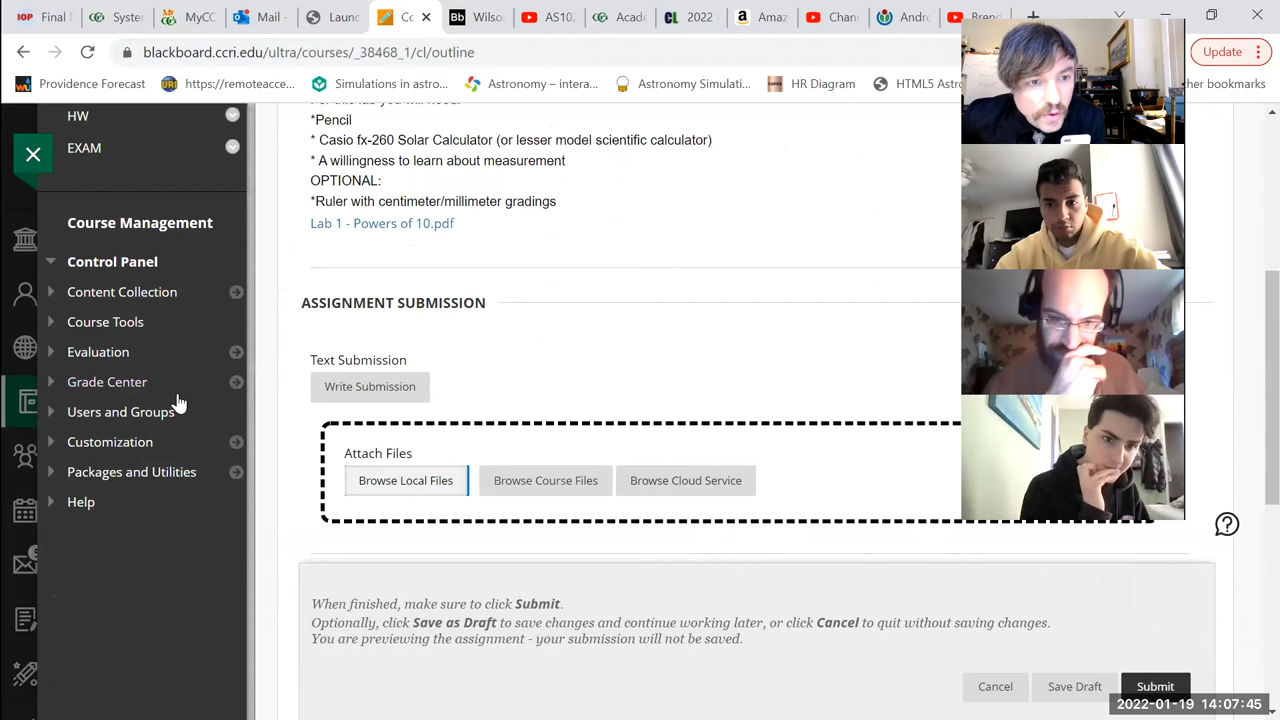 Final
Syster
MyCC
Mail -
Launc
Co
Wilso
AS10.
Acade
2022
Amaz
Chan
Andro
Brend
blackboard.ccri.edu/ultra/courses/_38468_1/cl/outline
Update
Providence Forecast
https://remoteacce...
Simulations in astro...
Astronomy – intera...
Astronomy Simulati...
HR Diagram
HTML5 Astro
her bookmarks
HW
EXAM
Course Management
Control Panel
Content Collection
Course Tools
Evaluation
Grade Center
Users and Groups
Customization
Packages and Utilities
Help
*Pencil
* Casio fx-260 Solar Calculator (or lesser model scientific calculator)
* A willingness to learn about measurement
OPTIONAL:
*Ruler with centimeter/millimeter gradings
Lab 1 - Powers of 10.pdf
ASSIGNMENT SUBMISSION
Text Submission
Write Submission
Attach Files
Browse Local Files
Browse Course Files
Browse Cloud Service
When finished, make sure to click Submit.
Optionally, click Save as Draft to save changes and continue working later, or click Cancel to quit without saving changes.
You are previewing the assignment - your submission will not be saved.
Cancel
Save Draft
Submit
2022-01-19 14:07:45